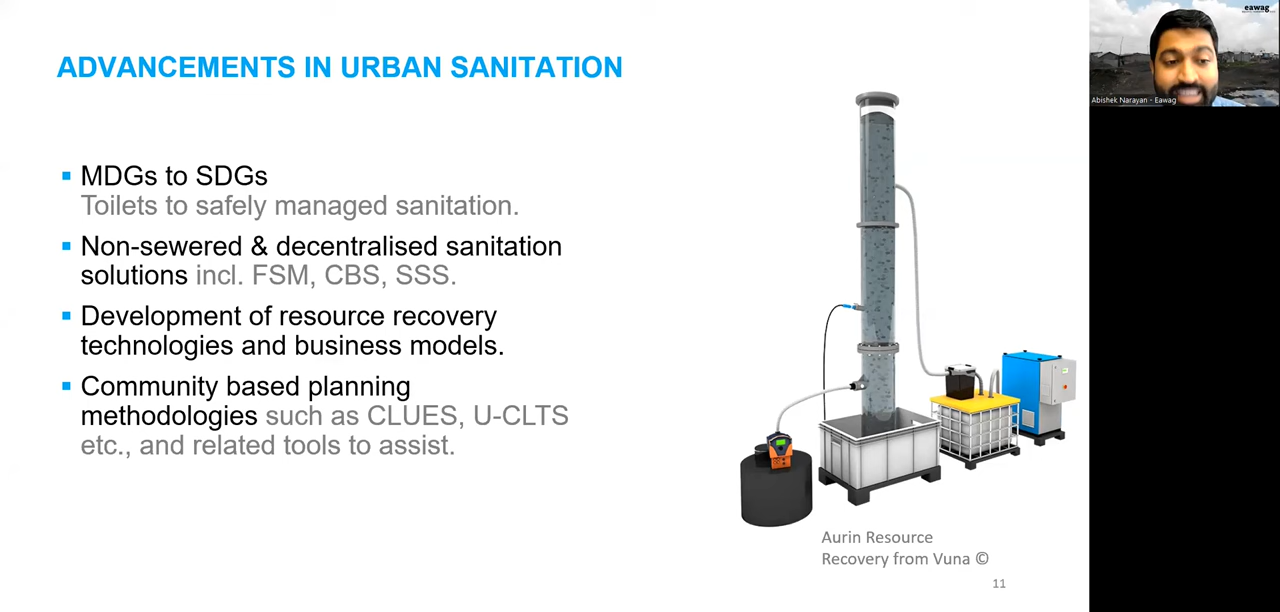 ADVANCEMENTS IN URBAN SANITATION
▪ MDGs to SDGs
Toilets to safely managed sanitation.
▪ Non-sewered & decentralised sanitation
solutions incl. FSM, CBS, SSS.
▪ Development of resource recovery
technologies and business models.
▪ Community based planning
methodologies such as CLUES, U-CLTS
etc., and related tools to assist.
Aurin Resource
Recovery from Vuna ©
11
eawag
Abishek Narayan - Eawag